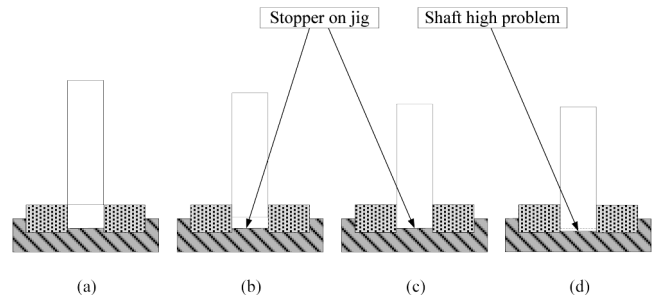 Stopper on jig
Shaft high problem
(a)
(b)
(c)
(d)